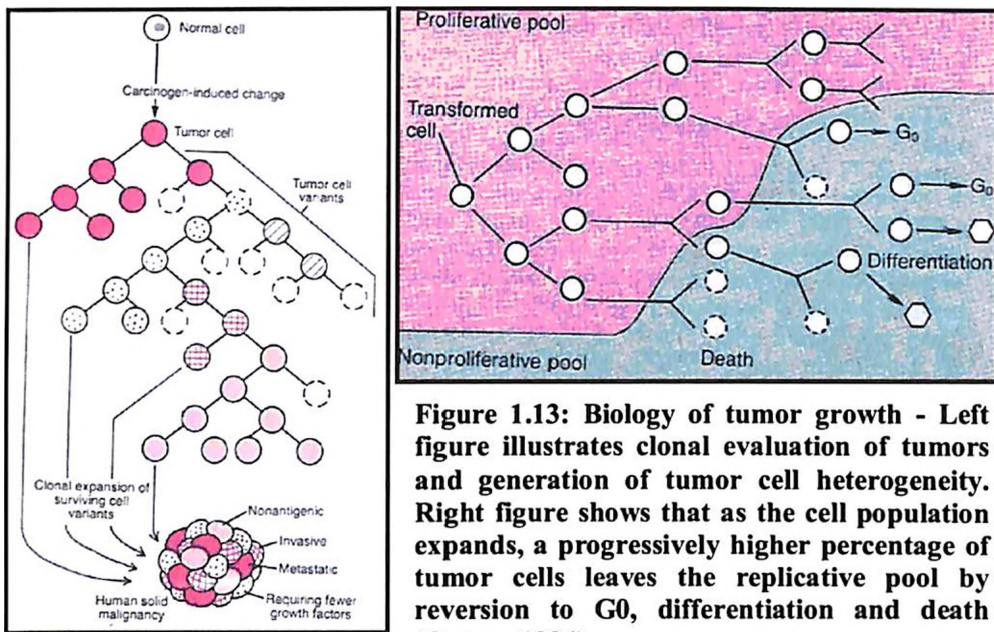 Normal cell
Carcinogen-induced change
Tumor cell
Tumor cell
variants
Clonal expansion of
surviving cell
variants
Nonantigenic
Invasive
Metastatic
Requiring fewer
growth factors
Human solid
malignancy
Proliferative pool
Transformed
cell
G₀
G₀
Differentiation
Death
Nonproliferative pool
Figure 1.13: Biology of tumor growth - Left
figure illustrates clonal evaluation of tumors
and generation of tumor cell heterogeneity.
Right figure shows that as the cell population
expands, a progressively higher percentage of
tumor cells leaves the replicative pool by
reversion to G0, differentiation and death